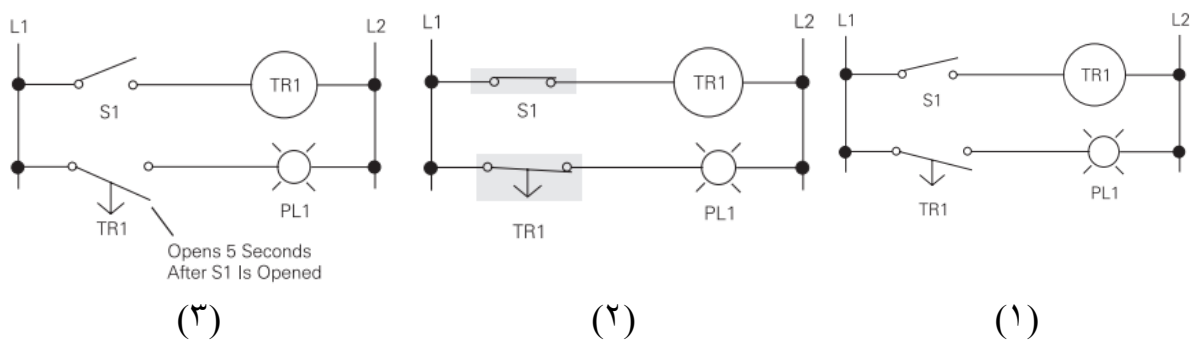 L1
L2
S1
TR1
TR1
PL1
Opens 5 Seconds
After S1 Is Opened
(٣)
L1
L2
S1
TR1
TR1
PL1
(٢)
L1
L2
S1
TR1
TR1
PL1
(١)